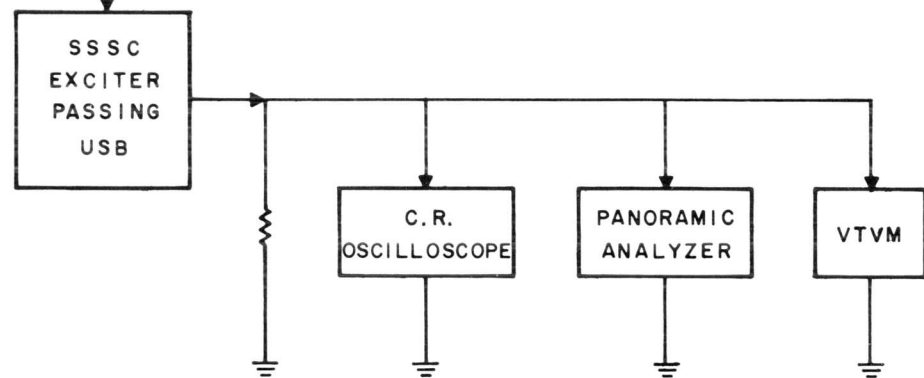 SSSC
EXCITER
PASSING
USB
C.R.
OSCILLOSCOPE
PANORAMIC
ANALYZER
VTVM